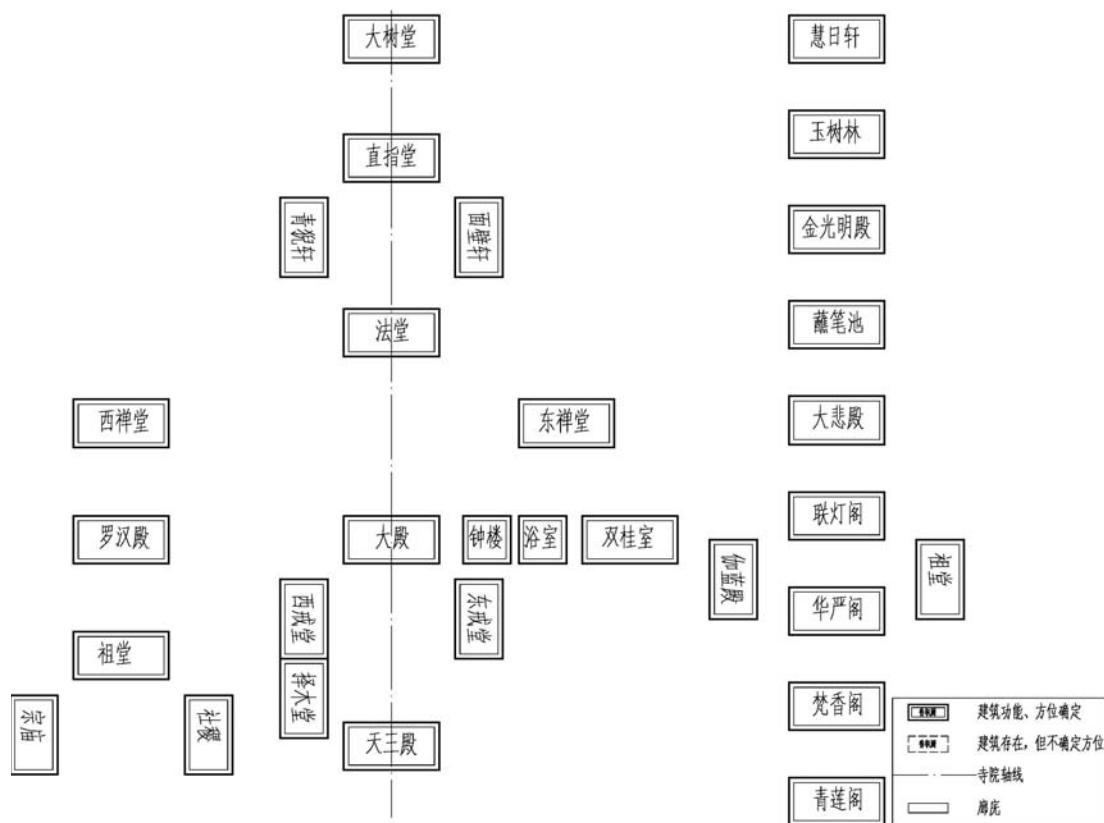 大树堂
慧日轩
直指堂
玉树林
青猊轩
面壁轩
金光明殿
法堂
蘸笔池
西禅堂
东禅堂
大悲殿
罗汉殿
大殿
钟楼
浴室
双桂室
联灯阁
伽蓝殿
祖堂
西戒堂
东戒堂
华严阁
祖堂
择木堂
宗庙
社稷
天三殿
梵香阁
青莲阁
建筑功能、方位确定
建筑存在，但不确定方位
寺院轴线
廊庑